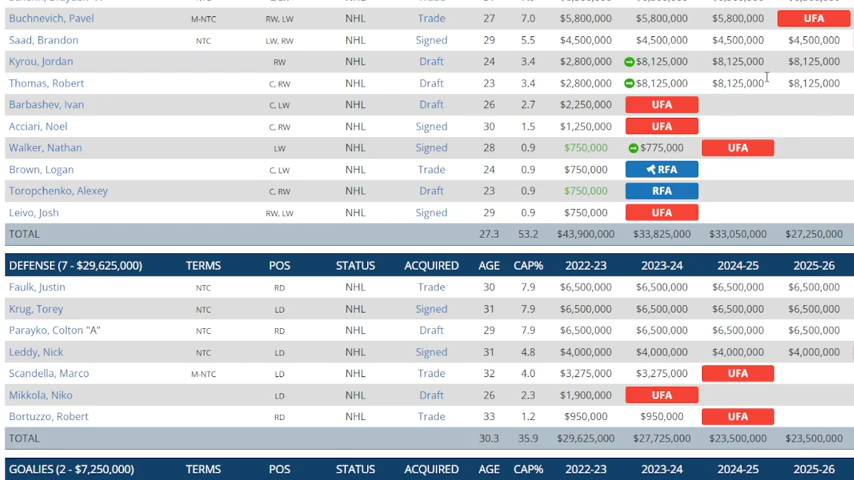 Buchnevich, Pavel M-NTC RW, LW NHL Trade 27 7.0 $5,800,000 $5,800,000 $5,800,000 UFA
Saad, Brandon NTC LW, RW NHL Signed 29 5.5 $4,500,000 $4,500,000 $4,500,000 $4,500,000
Kyrou, Jordan RW NHL Draft 24 3.4 $2,800,000 $8,125,000 $8,125,000 $8,125,000
Thomas, Robert C, RW NHL Draft 23 3.4 $2,800,000 $8,125,000 $8,125,000 $8,125,000
Barbashev, Ivan C, LW NHL Draft 26 2.7 $2,250,000 UFA
Acciari, Noel C, RW NHL Signed 30 1.5 $1,250,000 UFA
Walker, Nathan LW NHL Signed 28 0.9 $750,000 $775,000 UFA
Brown, Logan C, LW NHL Trade 24 0.9 $750,000 RFA
Toropchenko, Alexey C, RW NHL Draft 23 0.9 $750,000 RFA
Leivo, Josh RW, LW NHL Signed 29 0.9 $750,000 UFA
TOTAL 27.3 53.2 $43,900,000 $33,825,000 $33,050,000 $27,250,000
DEFENSE (7 - $29,625,000) TERMS POS STATUS ACQUIRED AGE CAP% 2022-23 2023-24 2024-25 2025-26
Faulk, Justin NTC RD NHL Trade 30 7.9 $6,500,000 $6,500,000 $6,500,000 $6,500,000
Krug, Torey NTC LD NHL Signed 31 7.9 $6,500,000 $6,500,000 $6,500,000 $6,500,000
Parayko, Colton "A" NTC RD NHL Draft 29 7.9 $6,500,000 $6,500,000 $6,500,000 $6,500,000
Leddy, Nick NTC LD NHL Signed 31 4.8 $4,000,000 $4,000,000 $4,000,000 $4,000,000
Scandella, Marco M-NTC LD NHL Trade 32 4.0 $3,275,000 $3,275,000 UFA
Mikkola, Niko LD NHL Draft 26 2.3 $1,900,000 UFA
Bortuzzo, Robert RD NHL Trade 33 1.2 $950,000 $950,000 UFA
TOTAL 30.3 35.9 $29,625,000 $27,725,000 $23,500,000 $23,500,000
GOALIES (2 - $7,250,000) TERMS POS STATUS ACQUIRED AGE CAP% 2022-23 2023-24 2024-25 2025-26